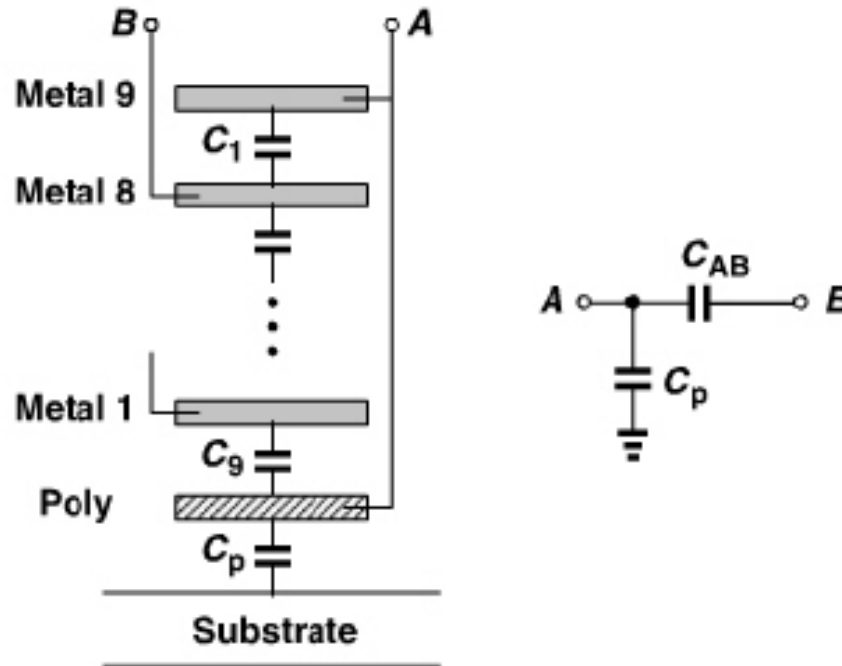 B A
Metal 9
C1
Metal 8
CAB
A B
Cp
Metal 1
C9
Poly
Cp
Substrate